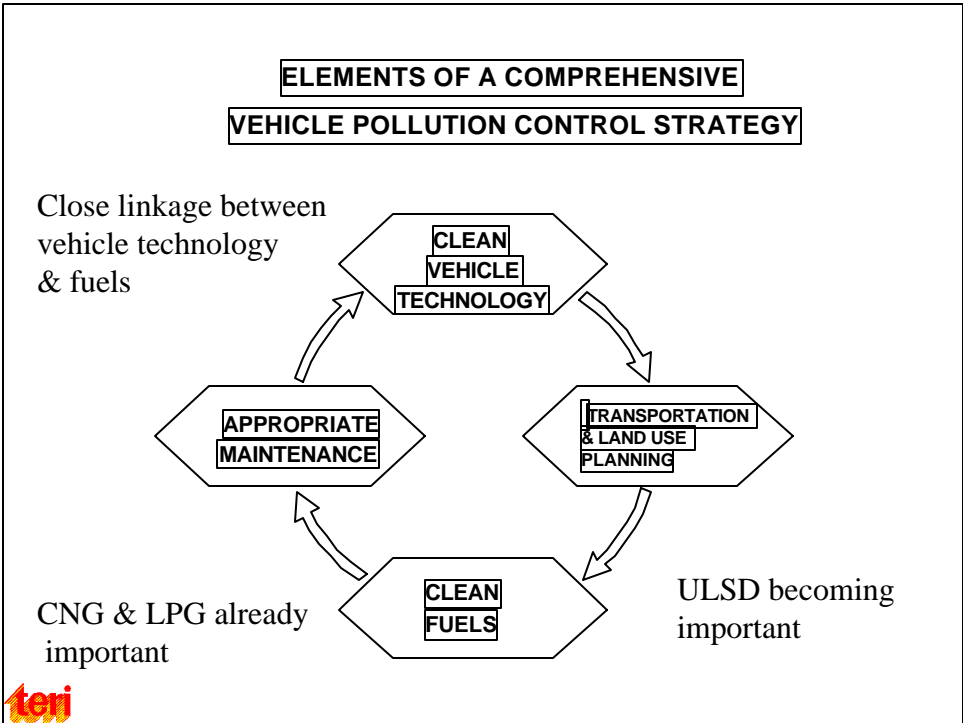 ELEMENTS OF A COMPREHENSIVE
VEHICLE POLLUTION CONTROL STRATEGY
Close linkage between
vehicle technology
& fuels
CLEAN
VEHICLE
TECHNOLOGY
APPROPRIATE
MAINTENANCE
TRANSPORTATION
& LAND USE
PLANNING
CLEAN
FUELS
CNG & LPG already
important
ULSD becoming
important
teri